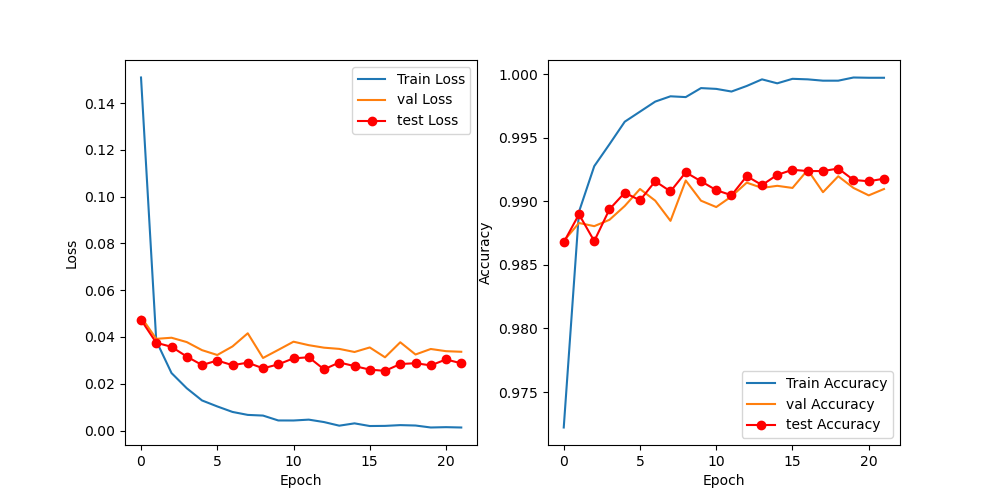 Loss
0.14
0.12
0.10
0.08
0.06
0.04
0.02
0.00
0 5 10 15 20
Epoch
Train Loss
val Loss
test Loss
Accuracy
1.000
0.995
0.990
0.985
0.980
0.975
0 5 10 15 20
Epoch
Train Accuracy
val Accuracy
test Accuracy